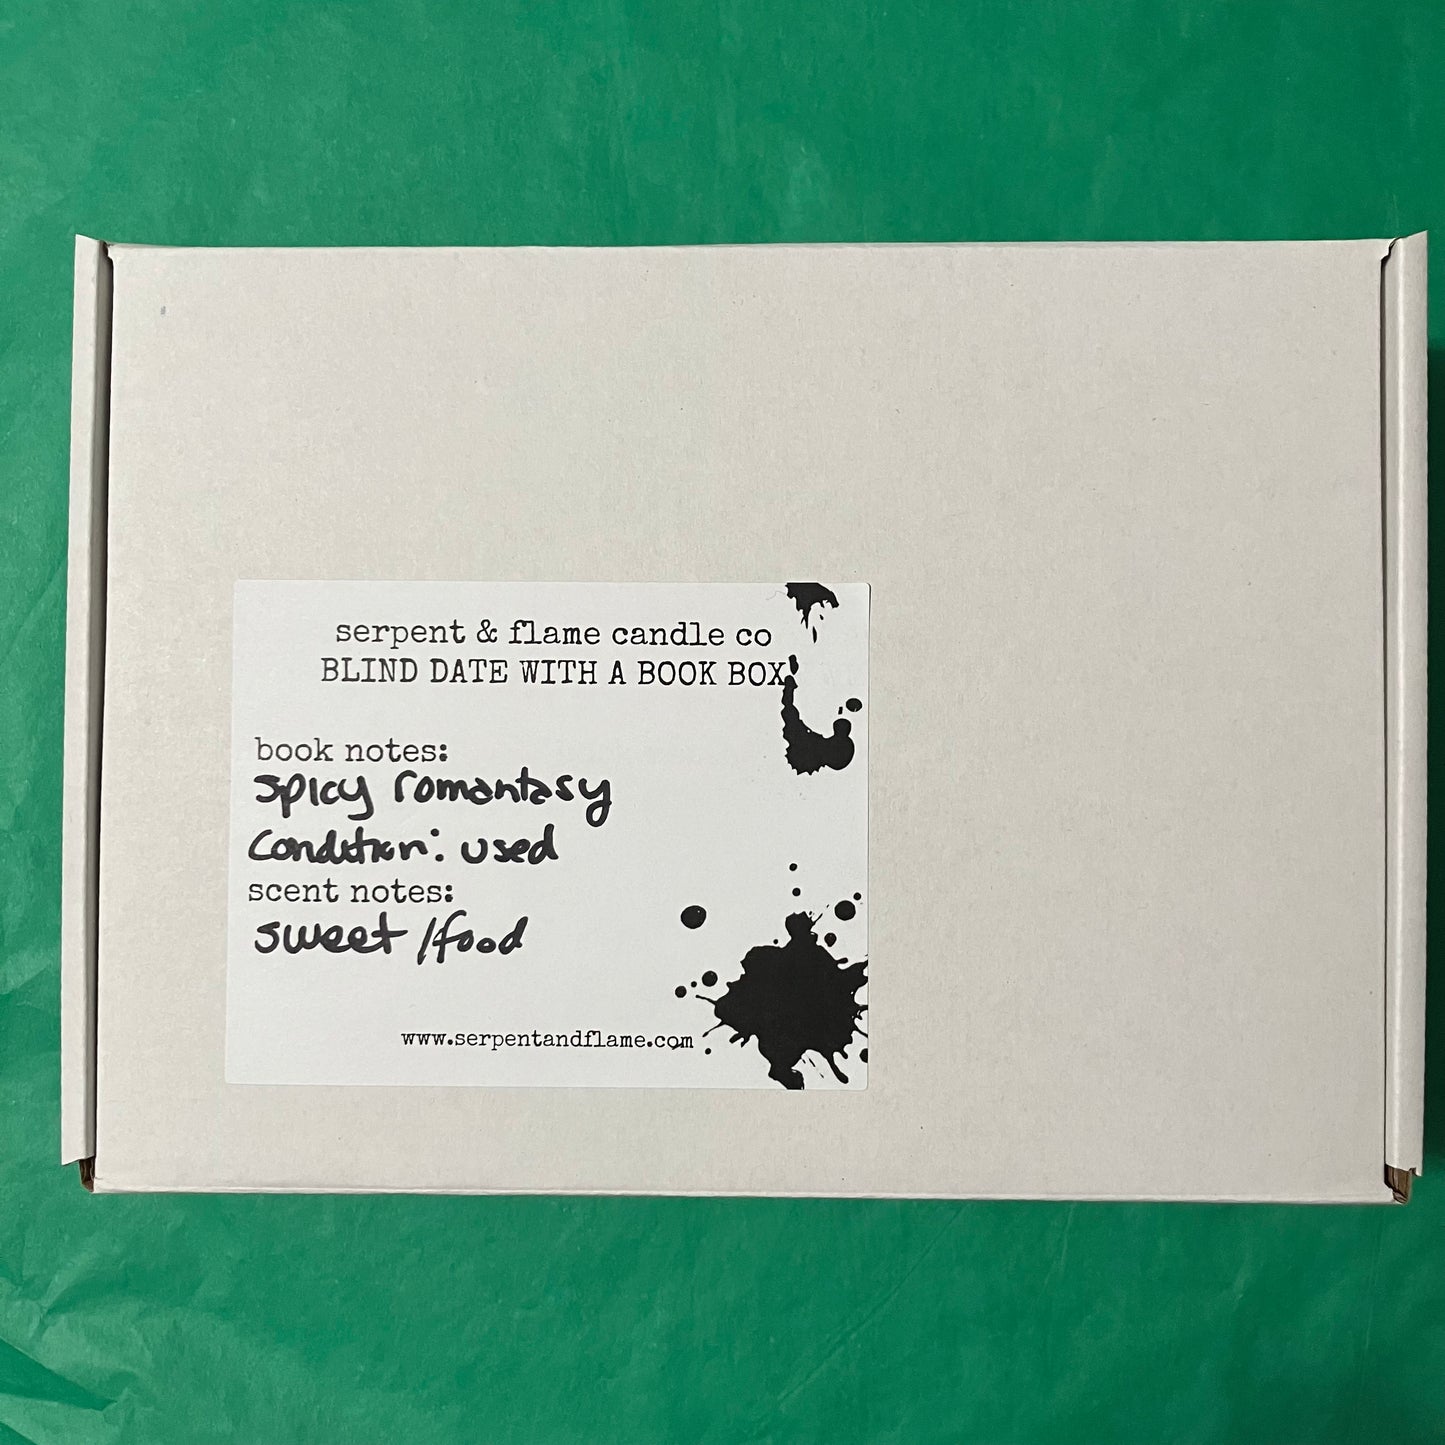 serpent & flame candle co
BLIND DATE WITH A BOOK BOX
book notes:
spicy romantasy
Condition: used
scent notes:
sweet /food
www.serpentandflame.com